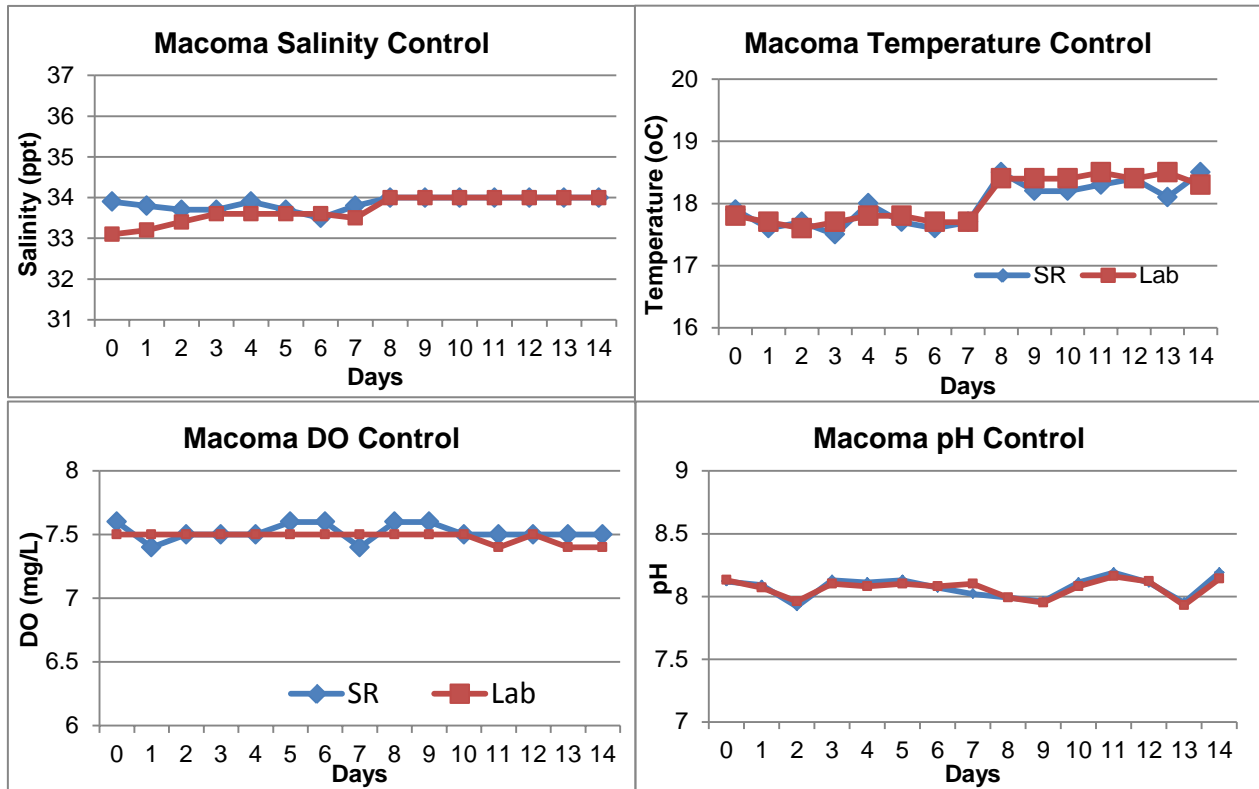 Macoma Salinity Control
Salinity (ppt)
37
36
35
34
33
32
31
0 1 2 3 4 5 6 7 8 9 10 11 12 13 14
Days
Macoma Temperature Control
Temperature (oC)
20
19
18
17
16
SR Lab
0 1 2 3 4 5 6 7 8 9 10 11 12 13 14
Days
Macoma DO Control
DO (mg/L)
8
7.5
7
6.5
6
SR Lab
0 1 2 3 4 5 6 7 8 9 10 11 12 13 14
Days
Macoma pH Control
pH
9
8.5
8
7.5
7
0 1 2 3 4 5 6 7 8 9 10 11 12 13 14
Days